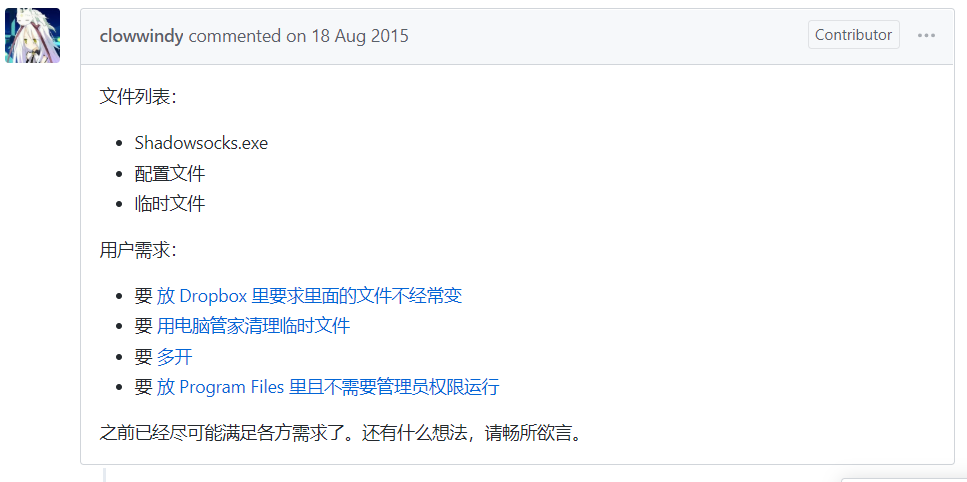 clowwindy commented on 18 Aug 2015
Contributor
文件列表：
Shadowsocks.exe
配置文件
临时文件
用户需求：
要 放 Dropbox 里要求里面的文件不经常变
要 用电脑管家清理临时文件
要 多开
要 放 Program Files 里且不需要管理员权限运行
之前已经尽可能满足各方需求了。还有什么想法，请畅所欲言。